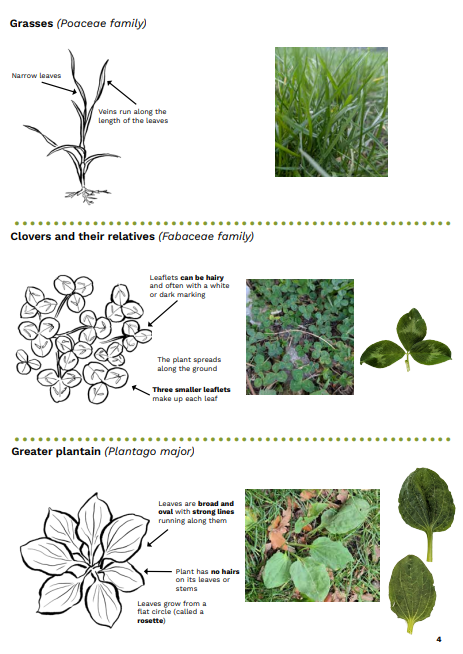 Grasses (Poaceae family)
Narrow leaves
Veins run along the
length of the leaves
Clovers and their relatives (Fabaceae family)
Leaflets can be hairy
and often with a white
or dark marking
The plant spreads
along the ground
Three smaller leaflets
make up each leaf
Greater plantain (Plantago major)
Leaves are broad and
oval with strong lines
running along them
Plant has no hairs
on its leaves or
stems
Leaves grow from a
flat circle (called a
rosette)
4